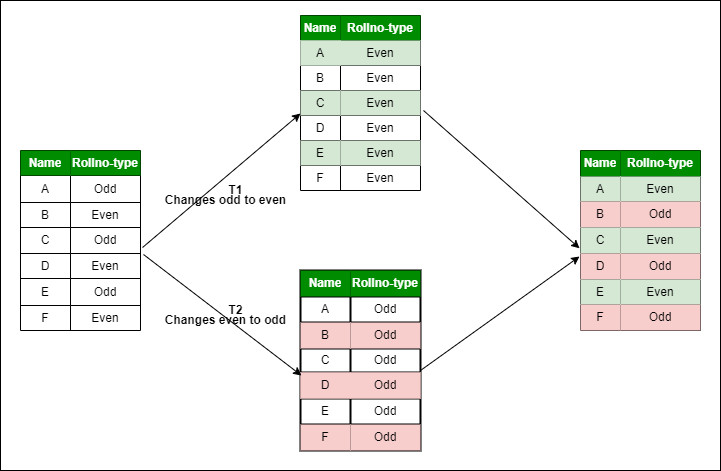 Name Rollno-type
A Odd
B Even
C Odd
D Even
E Odd
F Even
T1
Changes odd to even
Name Rollno-type
A Even
B Even
C Even
D Even
E Even
F Even
T2
Changes even to odd
Name Rollno-type
A Odd
B Odd
C Odd
D Odd
E Odd
F Odd
Name Rollno-type
A Even
B Odd
C Even
D Odd
E Even
F Odd